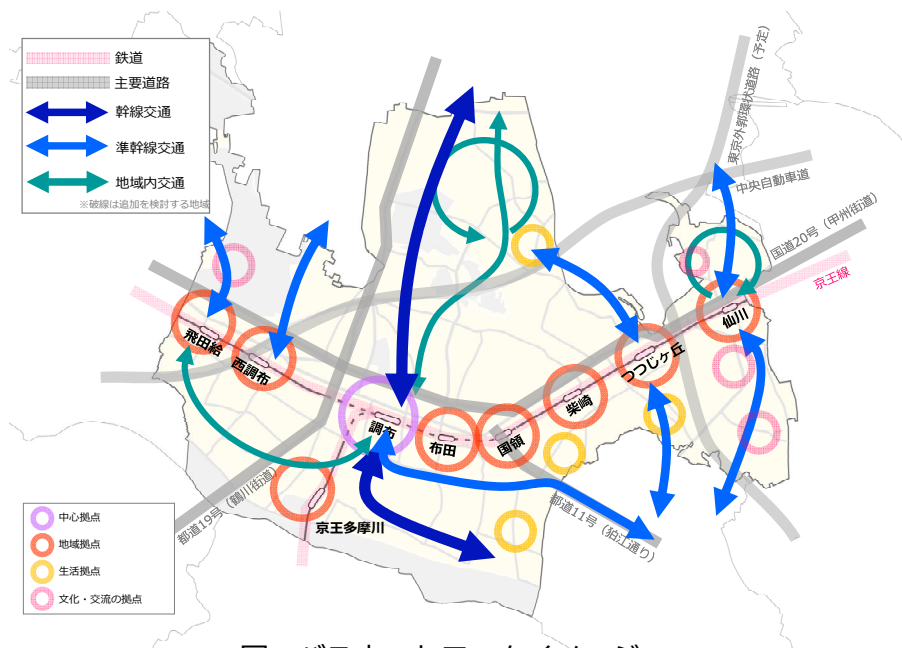 鉄道
主要道路
幹線交通
準幹線交通
地域内交通
※破線は追加を検討する地域
東京外郭環状道路（予定）
中央自動車道
国道20号（甲州街道）
京王線
仙川
つつじヶ丘
柴崎
国領
布田
調布
西調布
飛田給
京王多摩川
都道19号（鶴川街道）
都道11号（狛江通り）
中心拠点
地域拠点
生活拠点
文化・交流の拠点